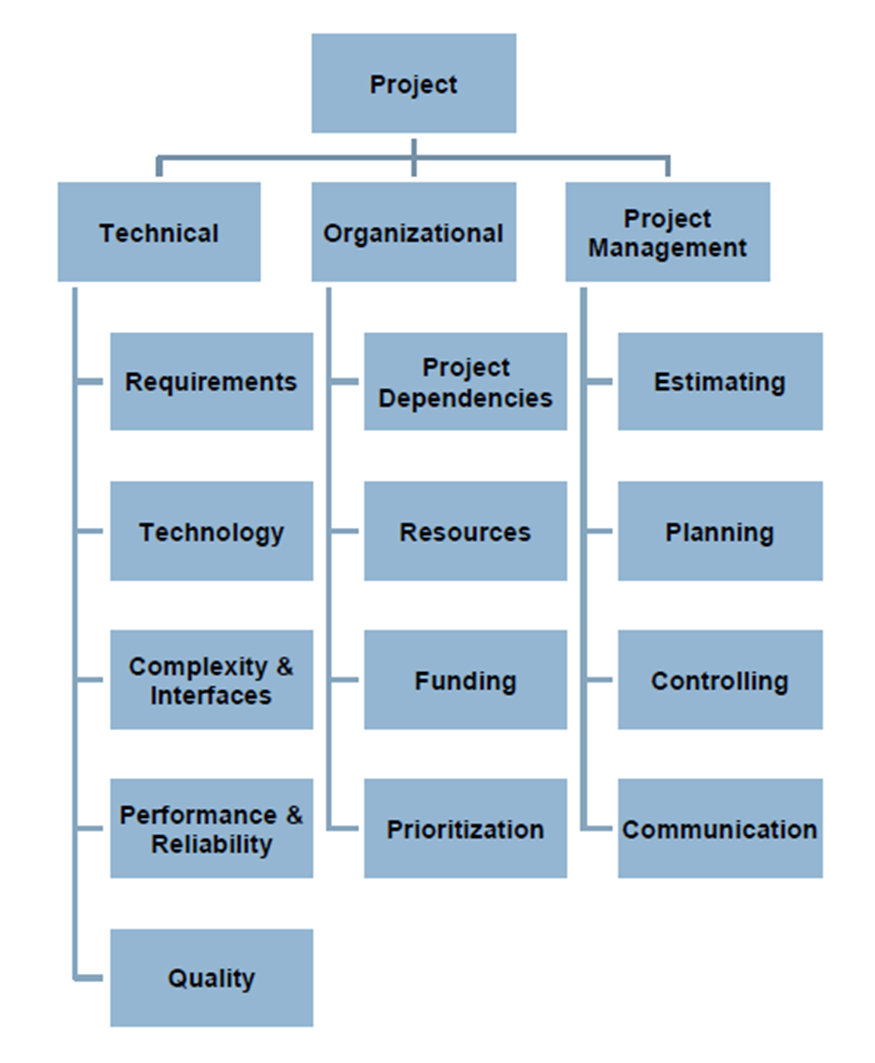 Project
Technical
Organizational
Project
Management
Requirements
Project
Dependencies
Estimating
Technology
Resources
Planning
Complexity &
Interfaces
Funding
Controlling
Performance &
Reliability
Prioritization
Communication
Quality